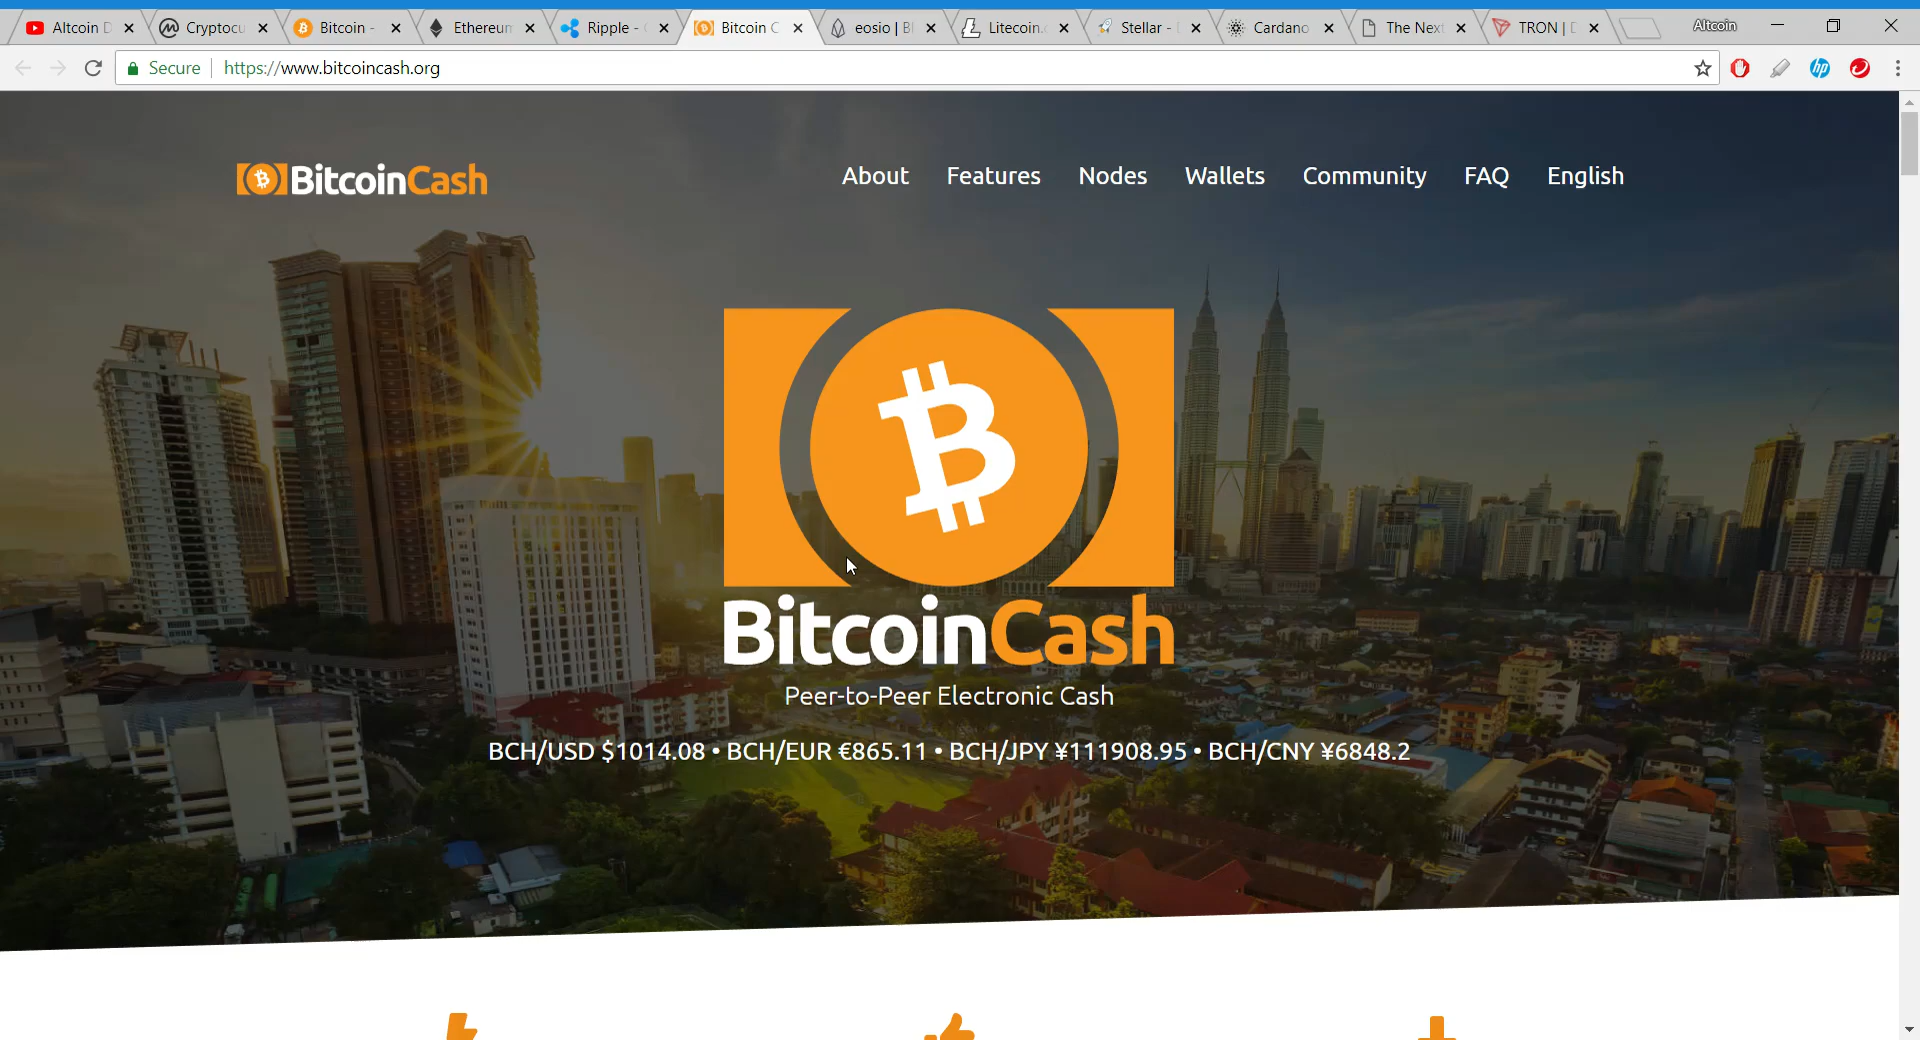 Altcoin D
Cryptocu
Bitcoin -
Ethereum
Ripple -
Bitcoin C
eosio | Bl
Litecoin.
Stellar -
Cardano
The Next
TRON | D
Altcoin
Secure
https://www.bitcoincash.org
hp
BitcoinCash
About
Features
Nodes
Wallets
Community
FAQ
English
BitcoinCash
Peer-to-Peer Electronic Cash
BCH/USD $1014.08 • BCH/EUR €865.11 • BCH/JPY ¥111908.95 • BCH/CNY ¥6848.2